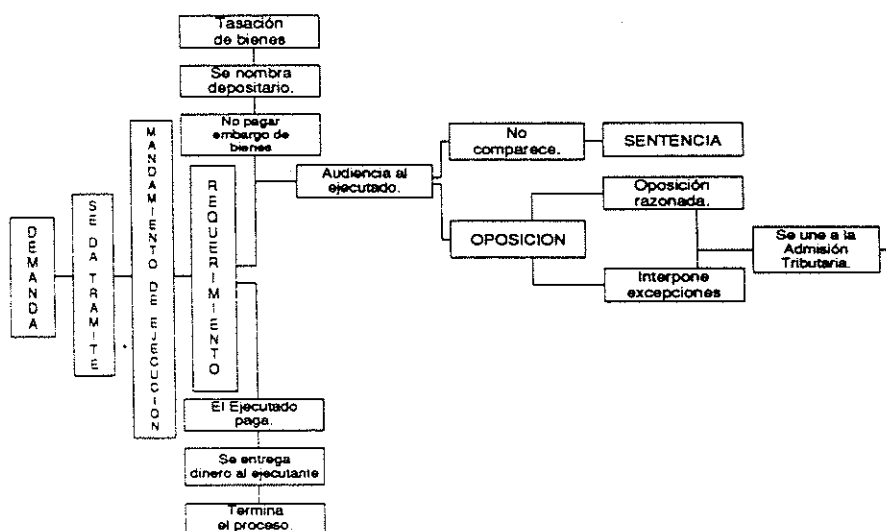 DEMANDA
SE DA TRAMITE
MANDAMIENTO DE EJECUCION
REQUERIMIENTO
Tasación
de bienes
Se nombra
depositario.
No pagar
embargo de
bienes
El Ejecutado
paga.
Se entrega
dinero al ejecutante
Termina
el proceso.
Audiencia al
ejecutado.
No
comparece.
SENTENCIA
OPOSICION
Oposición
razonada.
Interpone
excepciones
Se une a la
Admisión
Tributaria.